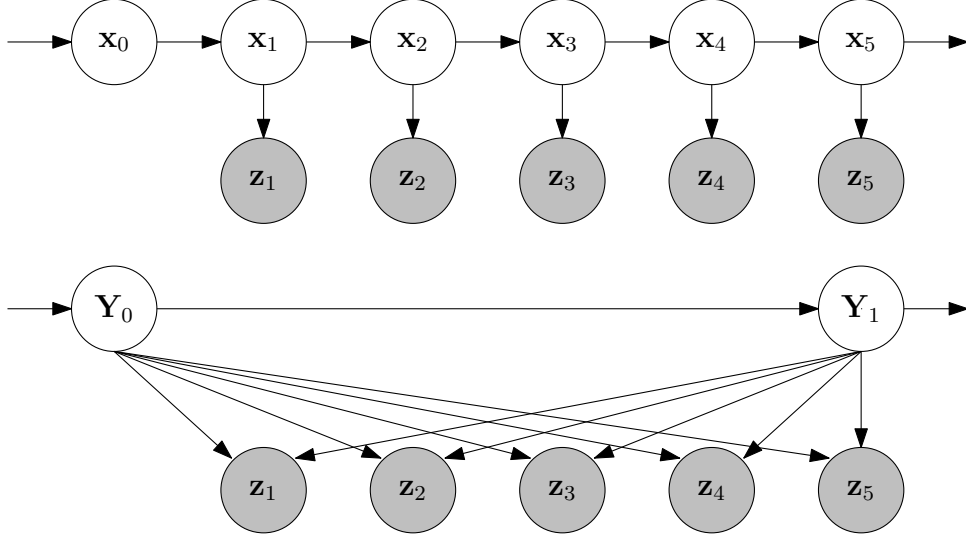 x₀ x₁ x₂ x₃ x₄ x₅
z₁ z₂ z₃ z₄ z₅
Y₀ Y₁
z₁ z₂ z₃ z₄ z₅